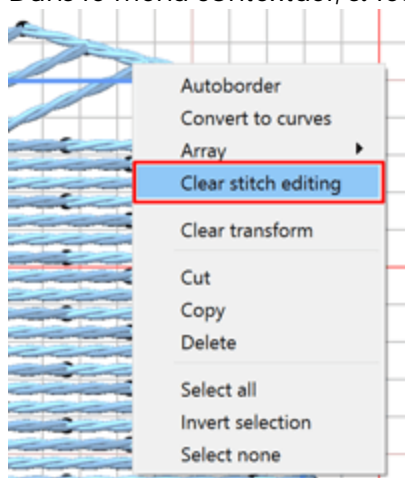 Autoborder
Convert to curves
Array
Clear stitch editing
Clear transform
Cut
Copy
Delete
Select all
Invert selection
Select none